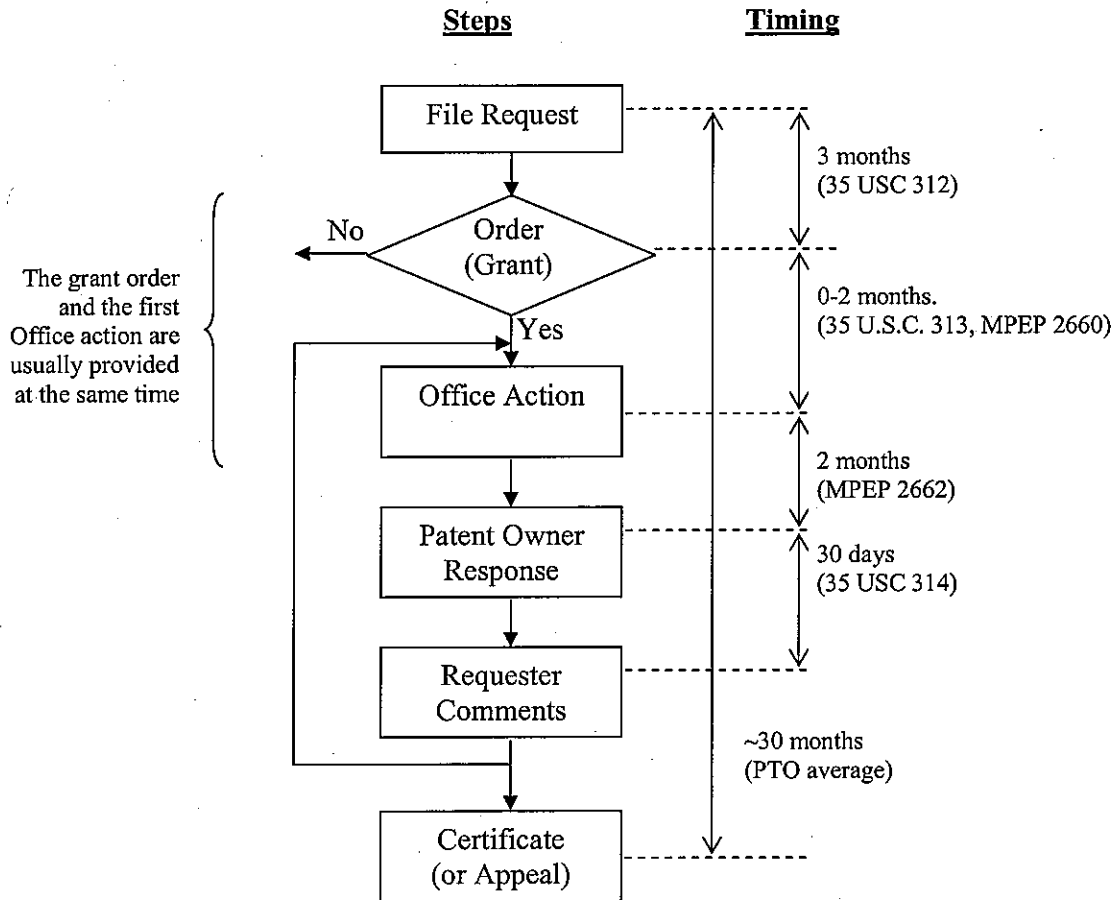 Steps
Timing
File Request
3 months
(35 USC 312)
No
Order
(Grant)
The grant order
and the first
Office action are
usually provided
at the same time
0-2 months.
(35 U.S.C. 313, MPEP 2660)
Yes
Office Action
2 months
(MPEP 2662)
Patent Owner
Response
30 days
(35 USC 314)
Requester
Comments
~30 months
(PTO average)
Certificate
(or Appeal)